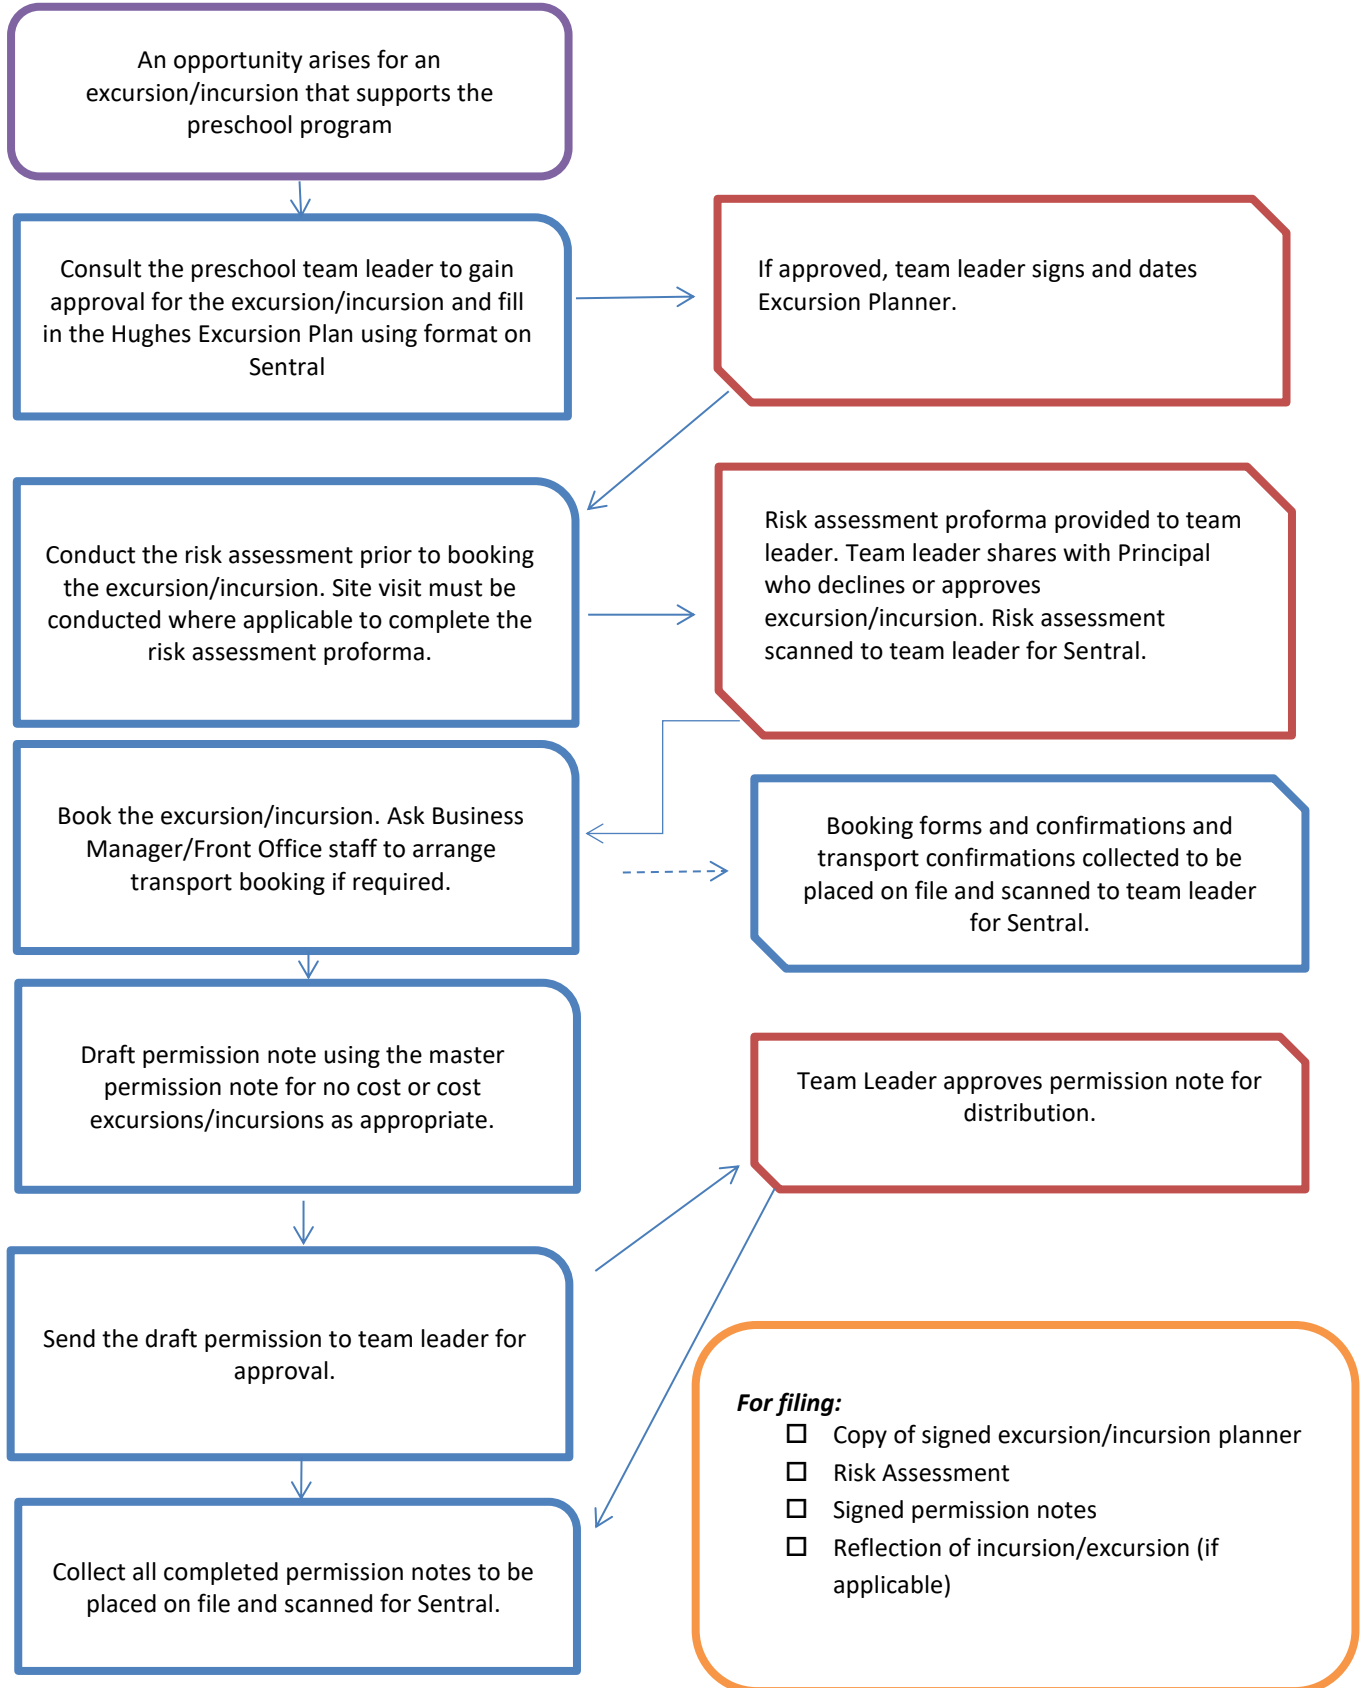 An opportunity arises for an
excursion/incursion that supports the
preschool program
Consult the preschool team leader to gain
approval for the excursion/incursion and fill
in the Hughes Excursion Plan using format on
Sentral
If approved, team leader signs and dates
Excursion Planner.
Conduct the risk assessment prior to booking
the excursion/incursion. Site visit must be
conducted where applicable to complete the
risk assessment proforma.
Risk assessment proforma provided to team
leader. Team leader shares with Principal
who declines or approves
excursion/incursion. Risk assessment
scanned to team leader for Sentral.
Book the excursion/incursion. Ask Business
Manager/Front Office staff to arrange
transport booking if required.
Booking forms and confirmations and
transport confirmations collected to be
placed on file and scanned to team leader
for Sentral.
Draft permission note using the master
permission note for no cost or cost
excursions/incursions as appropriate.
Team Leader approves permission note for
distribution.
Send the draft permission to team leader for
approval.
Collect all completed permission notes to be
placed on file and scanned for Sentral.
For filing:
☐ Copy of signed excursion/incursion planner
☐ Risk Assessment
☐ Signed permission notes
☐ Reflection of incursion/excursion (if
applicable)